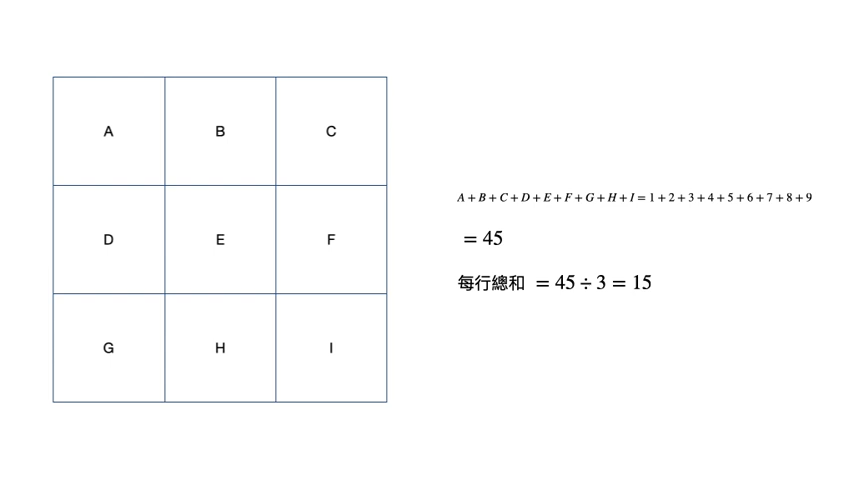 A B C
D E F
G H I
A + B + C + D + E + F + G + H + I = 1 + 2 + 3 + 4 + 5 + 6 + 7 + 8 + 9
= 45
每行總和 = 45 ÷ 3 = 15